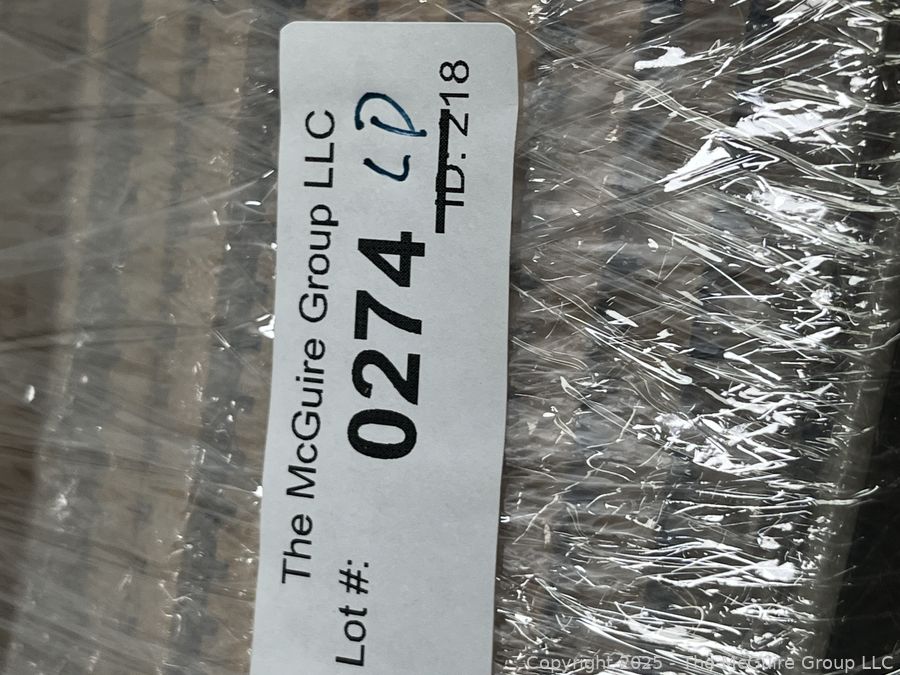 The McGuire Group LLC
Lot #: 0274 LD
ID: 218
Copyright 2025 - The McGuire Group LLC